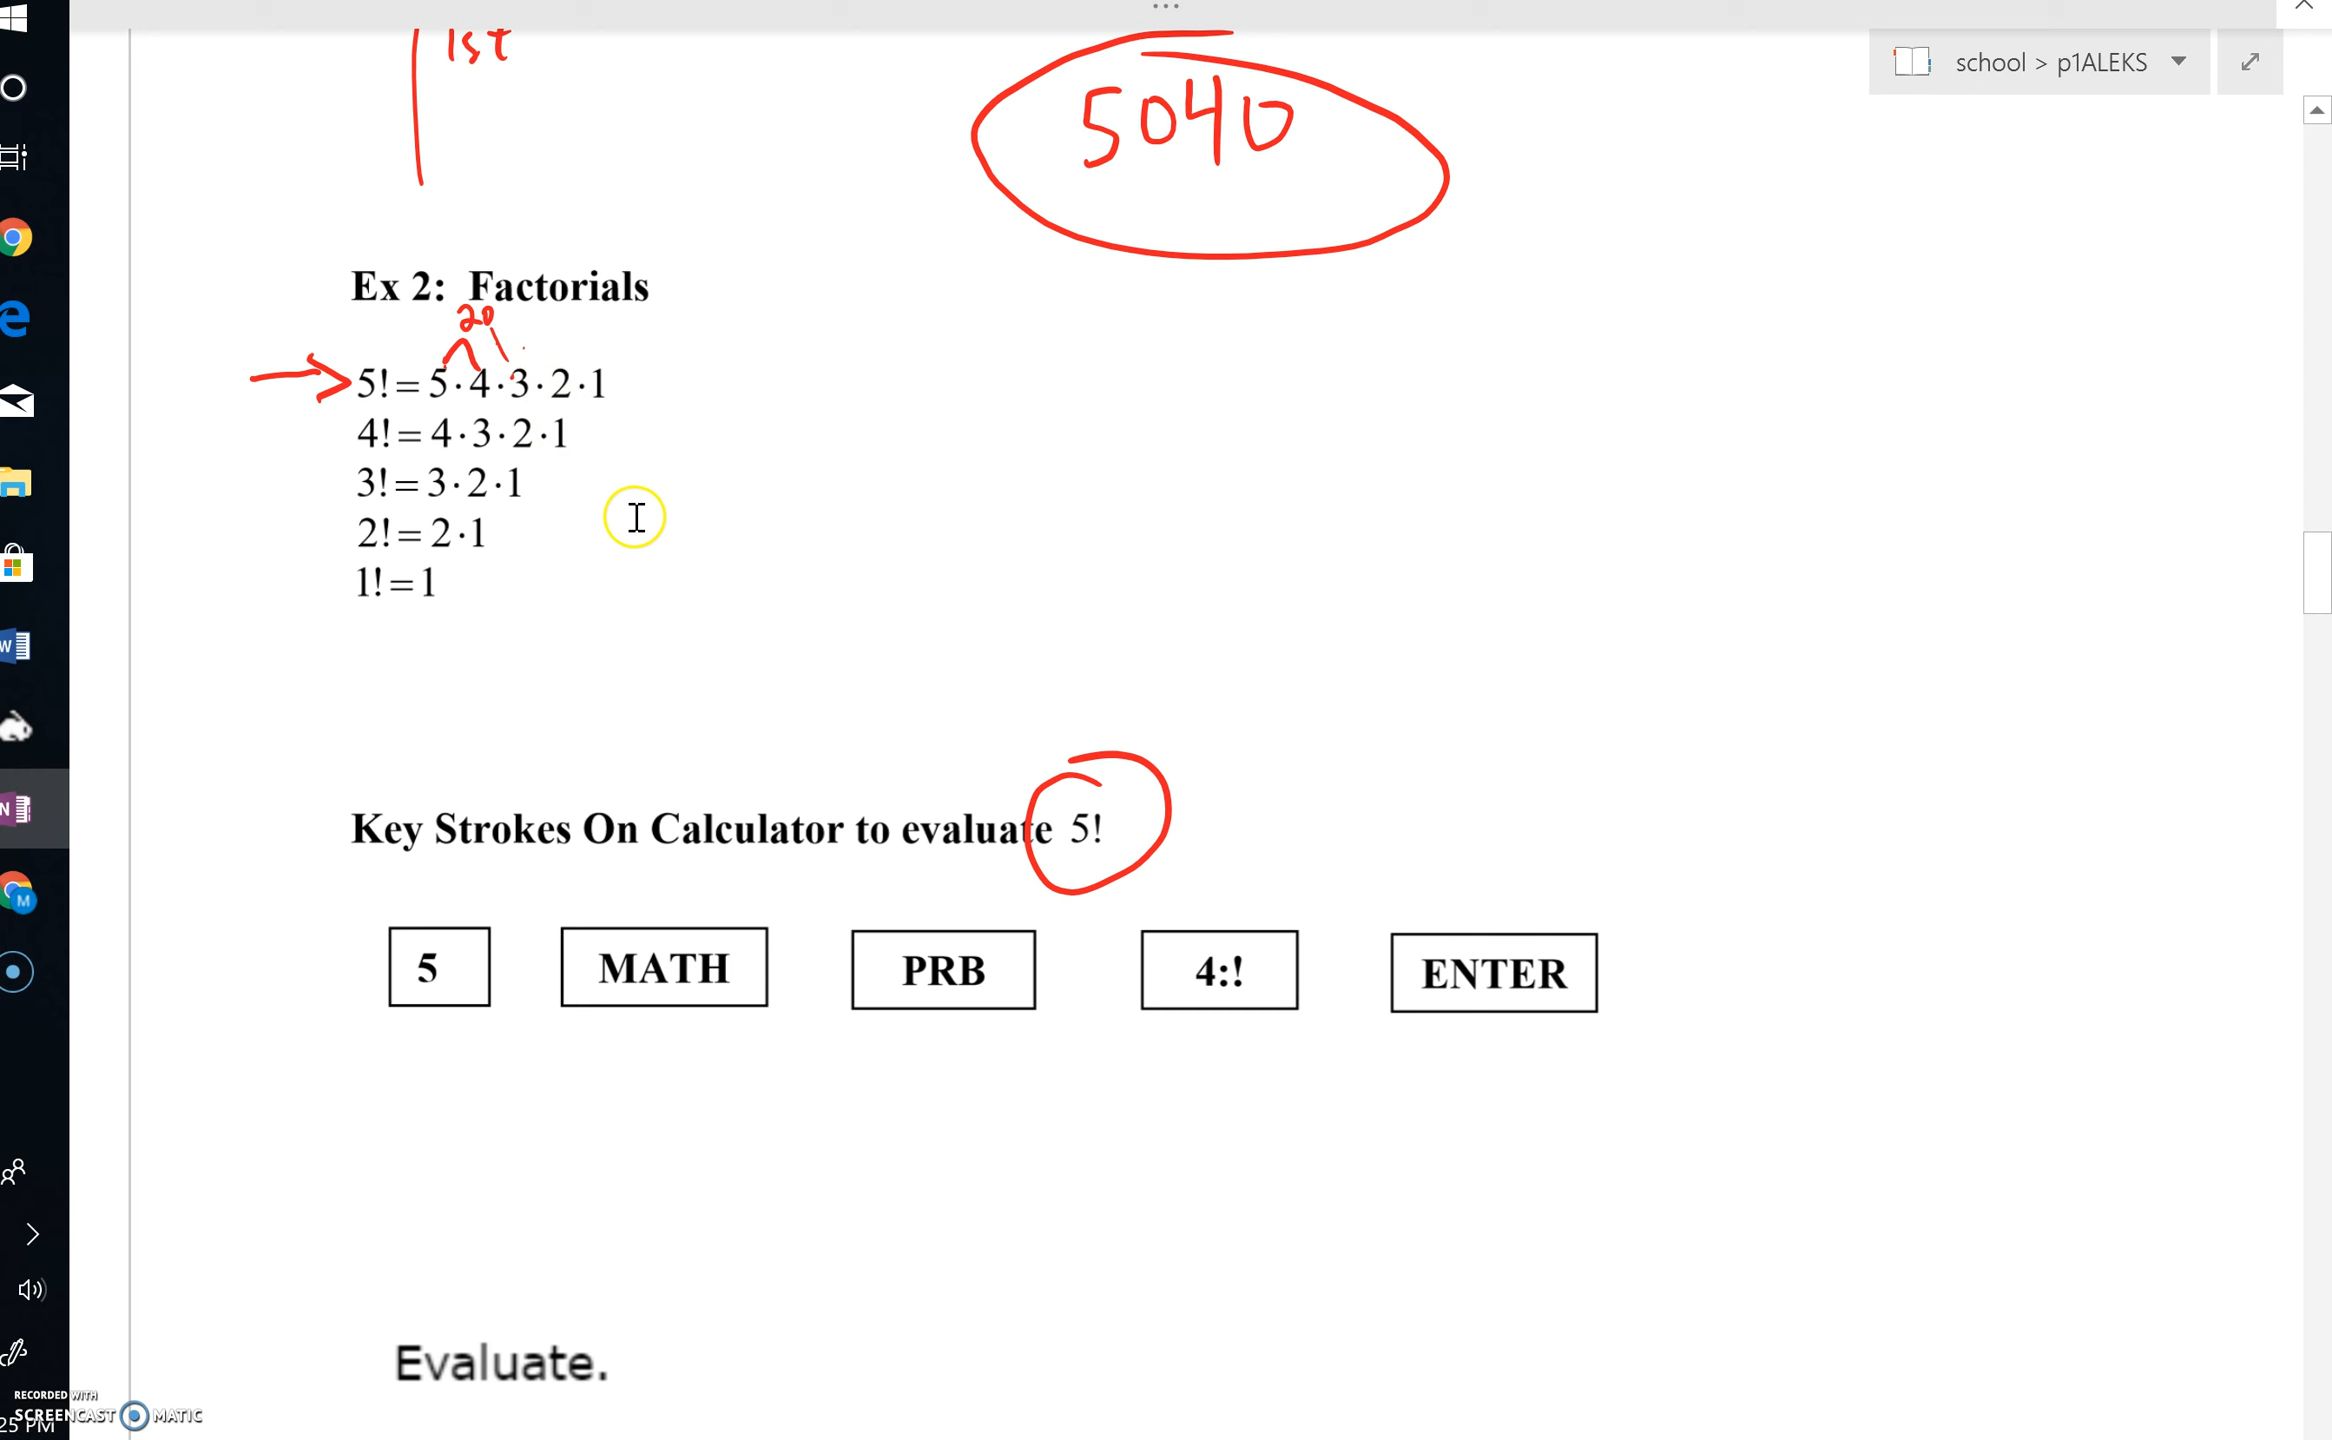 ...
school > p1ALEKS
1st
5040
Ex 2: Factorials
20
5! = 5 · 4 · 3 · 2 · 1
4! = 4 · 3 · 2 · 1
3! = 3 · 2 · 1
2! = 2 · 1
1! = 1
Key Strokes On Calculator to evaluate 5!
5 MATH PRB 4:! ENTER
Evaluate.
RECORDED WITH
SCREENCAST MATIC
25 PM
e
W
N
M